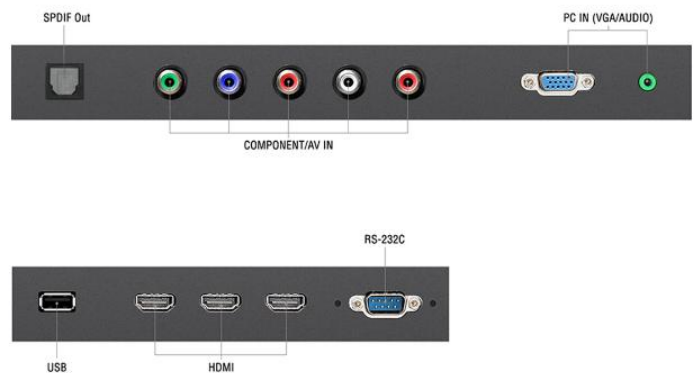 SPDIF Out
PC IN (VGA/AUDIO)
COMPONENT/AV IN
RS-232C
USB
HDMI